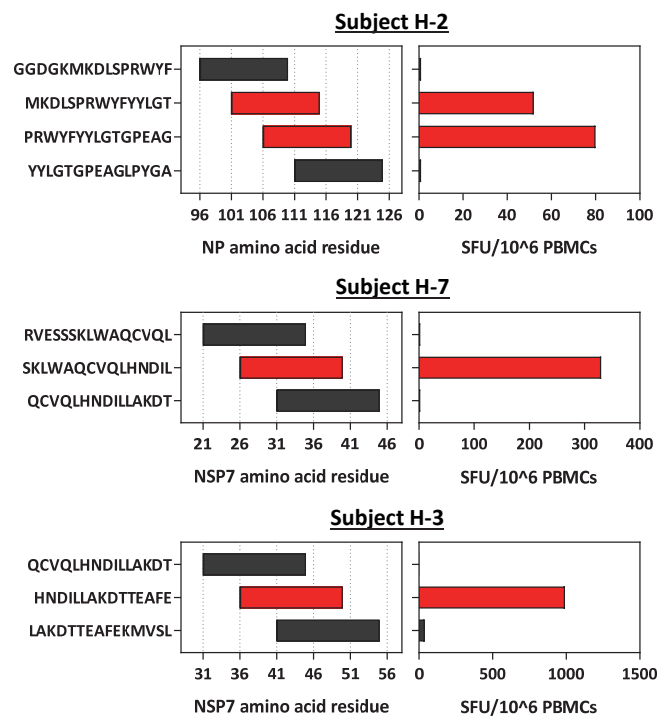 Subject H-2
GGDGKMKDLSPRWYF
MKDLSPRWYFYYLGT
PRWYFYYLGTGPEAG
YYLGTGPEAGLPYGA
96 101 106 111 116 121 126 0 20 40 60 80 100
NP amino acid residue SFU/10^6 PBMCs
Subject H-7
RVESSSKLWAQCVQL
SKLWAQCVQLHNDIL
QCVQLHNDILLAKDT
21 26 31 36 41 46 0 100 200 300 400
NSP7 amino acid residue SFU/10^6 PBMCs
Subject H-3
QCVQLHNDILLAKDT
HNDILLAKDTTEAFE
LAKDTTEAFEKMVSL
31 36 41 46 51 56 0 500 1000 1500
NSP7 amino acid residue SFU/10^6 PBMCs